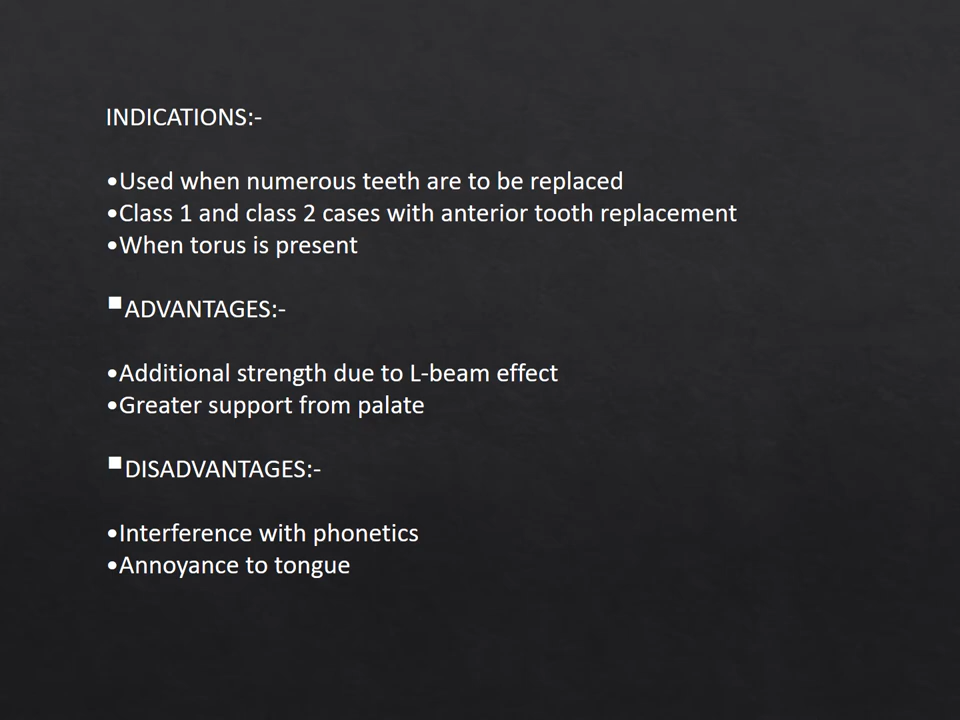 INDICATIONS:-
•Used when numerous teeth are to be replaced
•Class 1 and class 2 cases with anterior tooth replacement
•When torus is present
▪ADVANTAGES:-
•Additional strength due to L-beam effect
•Greater support from palate
▪DISADVANTAGES:-
•Interference with phonetics
•Annoyance to tongue